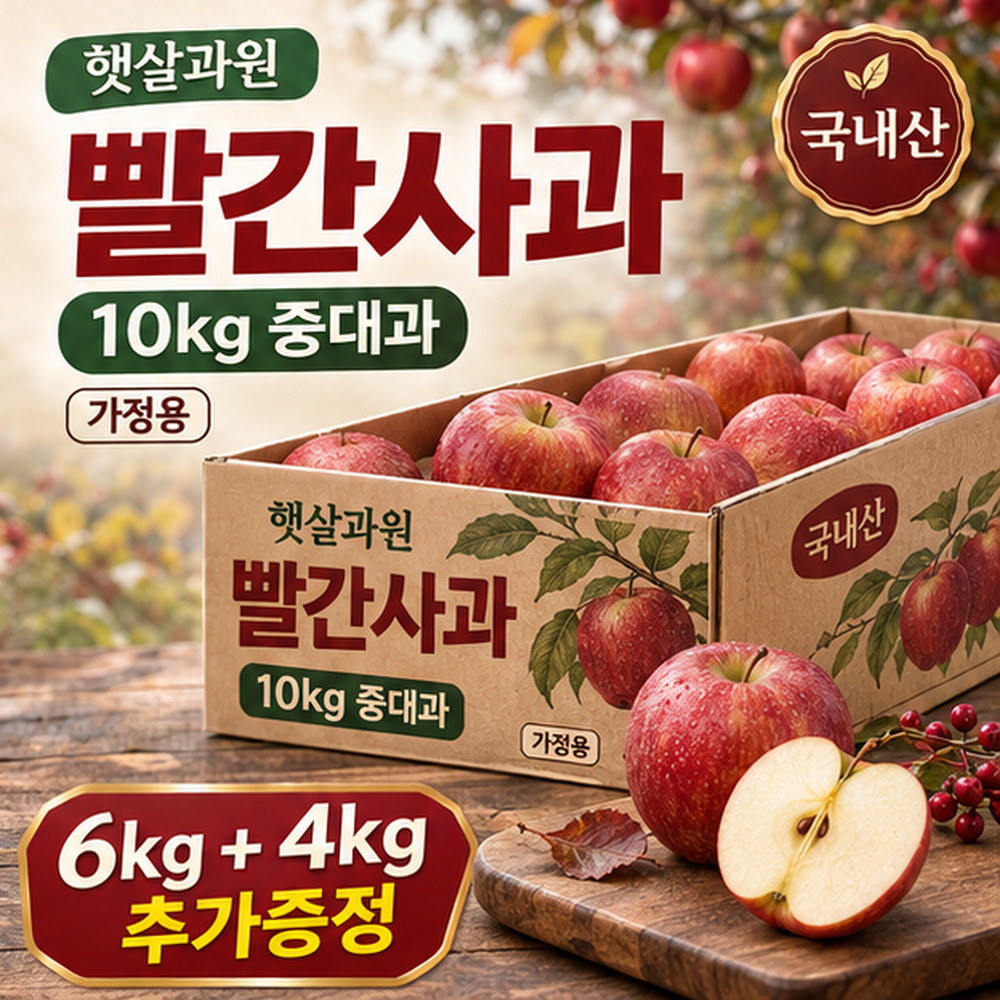 햇살과원
빨간사과
10kg 중대과
가정용
국내산
햇살과원
빨간사과
10kg 중대과
가정용
국내산
6kg + 4kg
추가증정